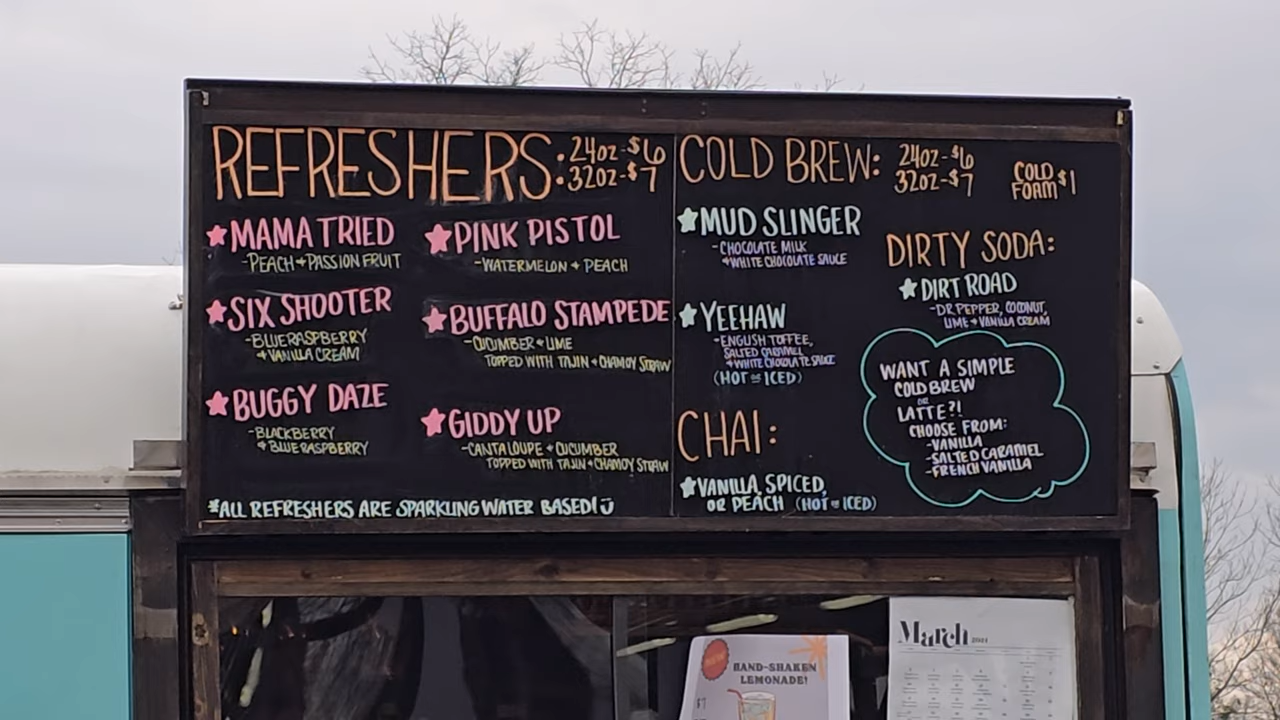 REFRESHERS: 24oz-$6
32oz-$7
MAMA TRIED
-PEACH + PASSION FRUIT
SIX SHOOTER
-BLUE RASPBERRY
+ VANILLA CREAM
BUGGY DAZE
-BLACKBERRY
& BLUE RASPBERRY
PINK PISTOL
-WATERMELON + PEACH
BUFFALO STAMPEDE
-CUCUMBER + LIME
TOPPED WITH TAJIN + CHAMOY STRAW
GIDDY UP
-CANTALOUPE + CUCUMBER
TOPPED WITH TAJIN + CHAMOY STRAW
*ALL REFRESHERS ARE SPARKLING WATER BASED!
COLD BREW: 24oz-$6
32oz-$7
COLD
FOAM $1
MUD SLINGER
-CHOCOLATE MILK
+ WHITE CHOCOLATE SAUCE
YEEHAW
-ENGLISH TOFFEE,
SALTED CARAMEL
+ WHITE CHOCOLATE SAUCE
(HOT OR ICED)
CHAI:
VANILLA, SPICED,
OR PEACH (HOT OR ICED)
DIRTY SODA:
DIRT ROAD
-DR PEPPER, COCONUT,
LIME + VANILLA CREAM
WANT A SIMPLE
COLD BREW
OR
LATTE?!
CHOOSE FROM:
-VANILLA
-SALTED CARAMEL
-FRENCH VANILLA
HAND-SHAKEN
LEMONADE!
$7
March